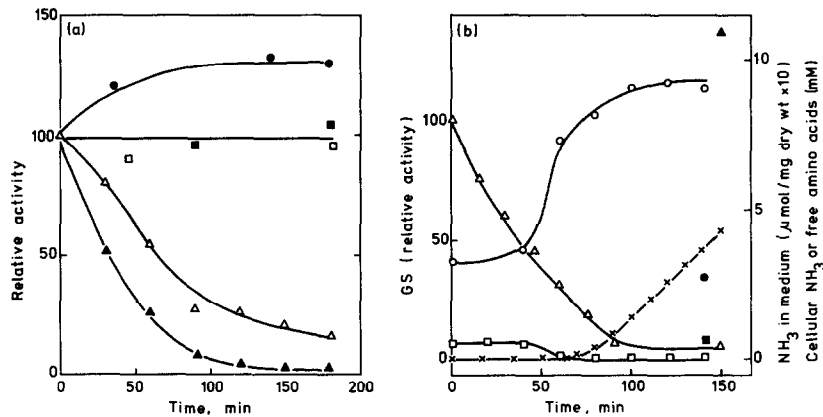 (a)
Relative activity
100
50
0
0
50
100
150
200
Time, min
(b)
GS (relative activity)
100
50
0
0
50
100
150
Time, min
10
5
0
NH3 in medium (μmol/mg dry wt ×10)
Cellular NH3 or free amino acids (mM)